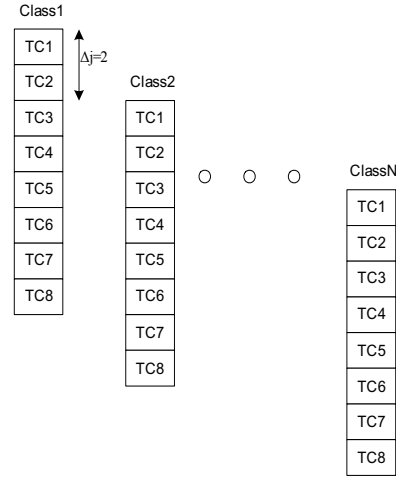 Class1
TC1
TC2
TC3
TC4
TC5
TC6
TC7
TC8
Δj=2
Class2
TC1
TC2
TC3
TC4
TC5
TC6
TC7
TC8
ClassN
TC1
TC2
TC3
TC4
TC5
TC6
TC7
TC8